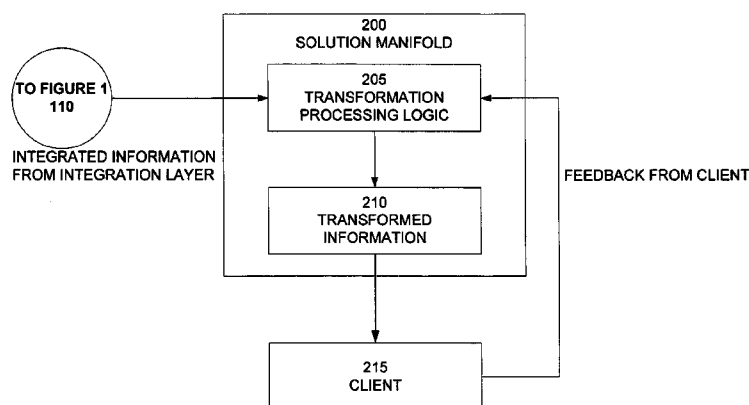 200
SOLUTION MANIFOLD
TO FIGURE 1
110
205
TRANSFORMATION
PROCESSING LOGIC
INTEGRATED INFORMATION
FROM INTEGRATION LAYER
FEEDBACK FROM CLIENT
210
TRANSFORMED
INFORMATION
215
CLIENT